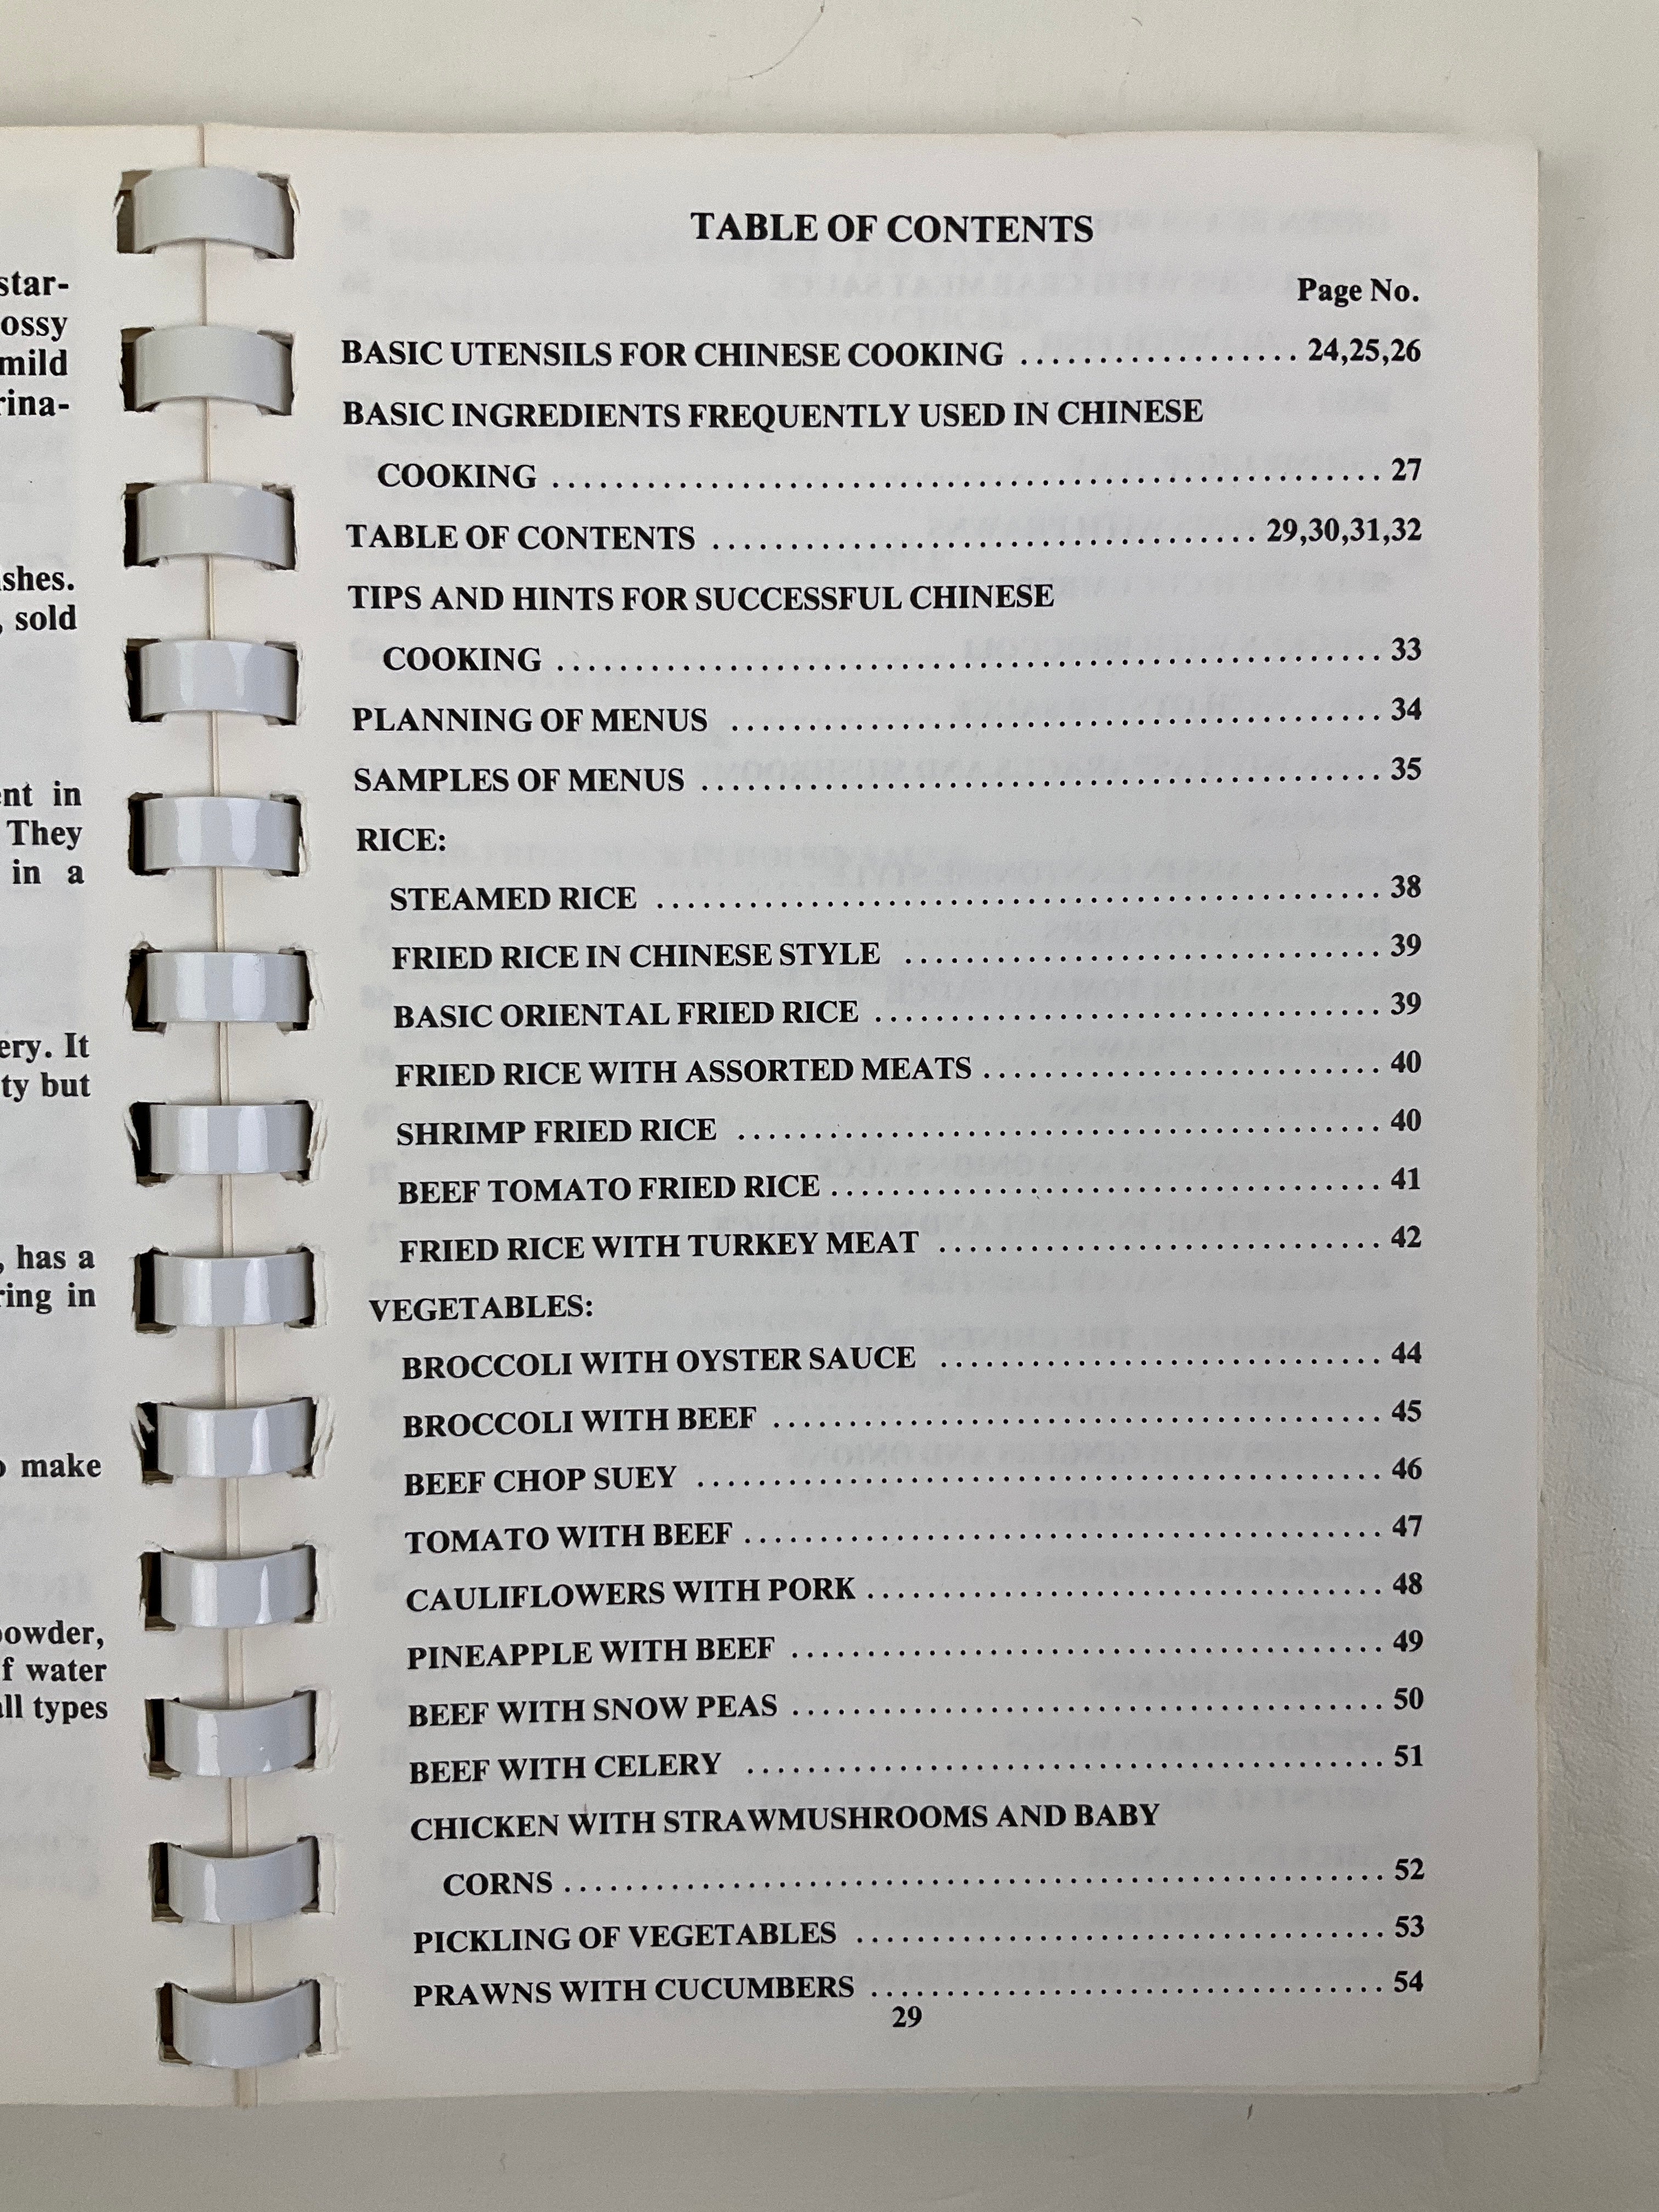 star-
ossy
mild
rina-
shes.
, sold
ent in
They
in a
ery. It
ty but
, has a
ring in
o make
powder,
f water
all types
TABLE OF CONTENTS
Page No.
BASIC UTENSILS FOR CHINESE COOKING .................. 24,25,26
BASIC INGREDIENTS FREQUENTLY USED IN CHINESE
COOKING .................................................... 27
TABLE OF CONTENTS .................................. 29,30,31,32
TIPS AND HINTS FOR SUCCESSFUL CHINESE
COOKING .................................................... 33
PLANNING OF MENUS ......................................... 34
SAMPLES OF MENUS ........................................... 35
RICE:
STEAMED RICE .............................................. 38
FRIED RICE IN CHINESE STYLE .............................. 39
BASIC ORIENTAL FRIED RICE ................................ 39
FRIED RICE WITH ASSORTED MEATS ......................... 40
SHRIMP FRIED RICE ......................................... 40
BEEF TOMATO FRIED RICE ................................... 41
FRIED RICE WITH TURKEY MEAT ............................ 42
VEGETABLES:
BROCCOLI WITH OYSTER SAUCE ............................ 44
BROCCOLI WITH BEEF ....................................... 45
BEEF CHOP SUEY ............................................ 46
TOMATO WITH BEEF ......................................... 47
CAULIFLOWERS WITH PORK ................................. 48
PINEAPPLE WITH BEEF ...................................... 49
BEEF WITH SNOW PEAS ...................................... 50
BEEF WITH CELERY ......................................... 51
CHICKEN WITH STRAWMUSHROOMS AND BABY
CORNS .................................................... 52
PICKLING OF VEGETABLES .................................. 53
PRAWNS WITH CUCUMBERS ................................. 54
29